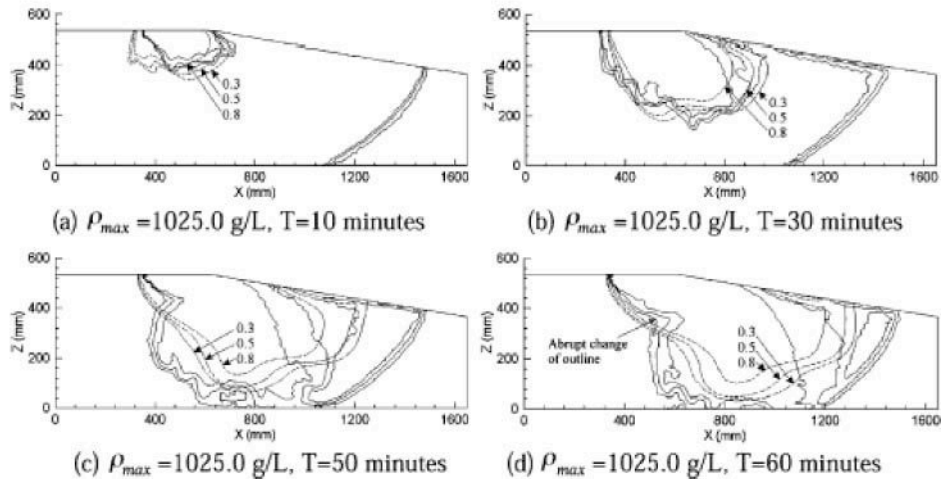 600
400
200
0
Z (mm)
0.3
0.5
0.8
0 400 800 1200 1600
X (mm)
(a) ρmax =1025.0 g/L, T=10 minutes
600
400
200
0
Z (mm)
0.3
0.5
0.8
0 400 800 1200 1600
X (mm)
(b) ρmax =1025.0 g/L, T=30 minutes
600
400
200
0
Z (mm)
0.3
0.5
0.8
0 400 800 1200 1600
X (mm)
(c) ρmax =1025.0 g/L, T=50 minutes
600
400
200
0
Z (mm)
Abrupt change
of outline
0.3
0.5
0.8
0 400 800 1200 1600
X (mm)
(d) ρmax =1025.0 g/L, T=60 minutes